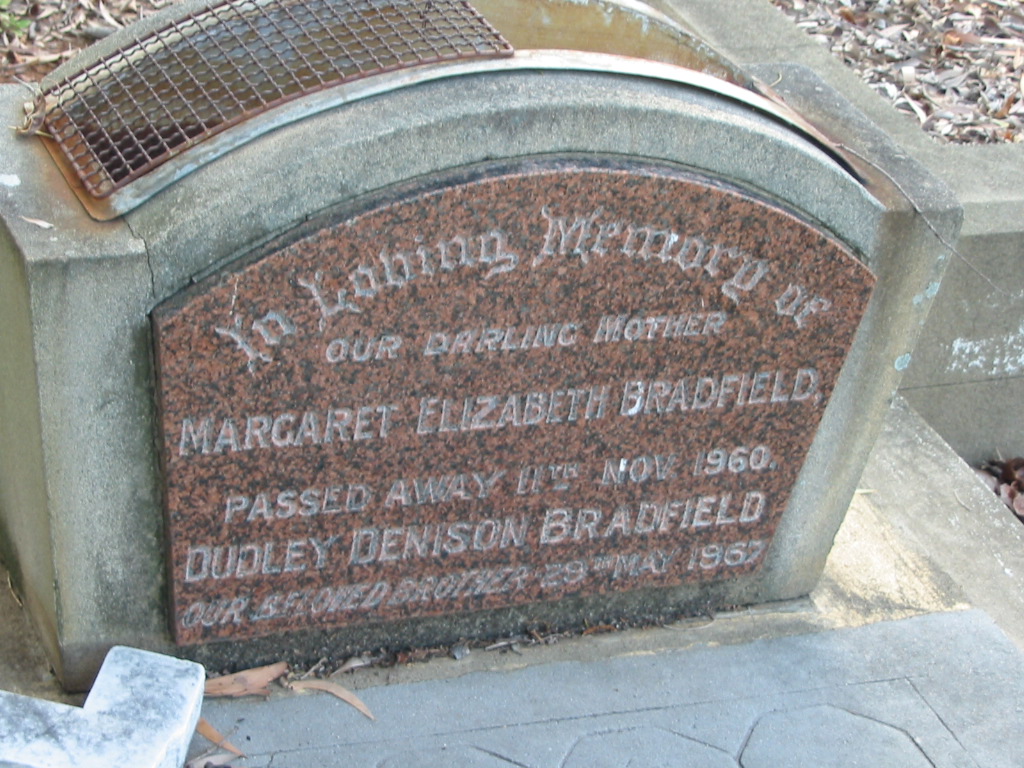 In Loving Memory of
OUR DARLING MOTHER
MARGARET ELIZABETH BRADFIELD,
PASSED AWAY 11TH NOV. 1960.
DUDLEY DENISON BRADFIELD
OUR BELOVED BROTHER 29TH MAY 1967